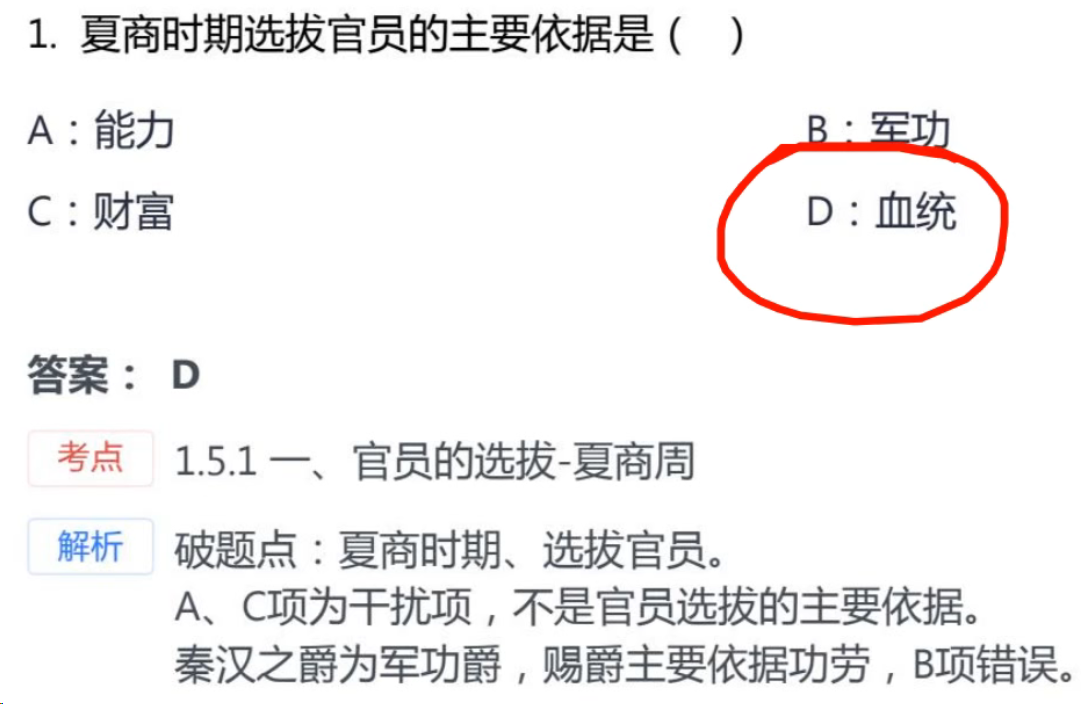 1. 夏商时期选拔官员的主要依据是（ ）
A：能力 B：军功
C：财富 D：血统
答案： D
考点 1.5.1 一、官员的选拔-夏商周
解析 破题点：夏商时期、选拔官员。
A、C项为干扰项，不是官员选拔的主要依据。
秦汉之爵为军功爵，赐爵主要依据功劳，B项错误。